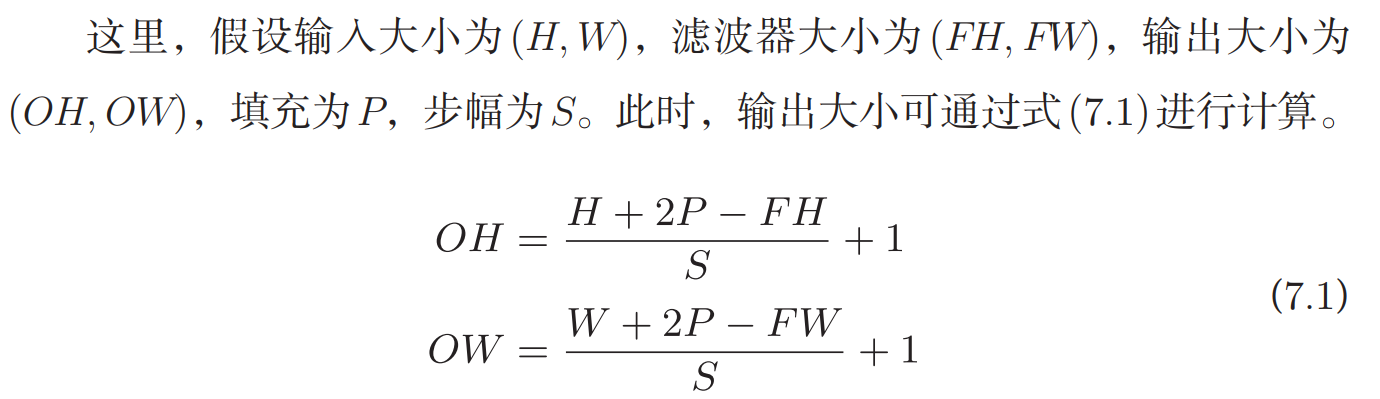 这里，假设输入大小为(H, W)，滤波器大小为(FH, FW)，输出大小为
(OH, OW)，填充为P，步幅为S。此时，输出大小可通过式(7.1)进行计算。
OH = \frac{H + 2P − FH}{S} + 1
OW = \frac{W + 2P − FW}{S} + 1
(7.1)